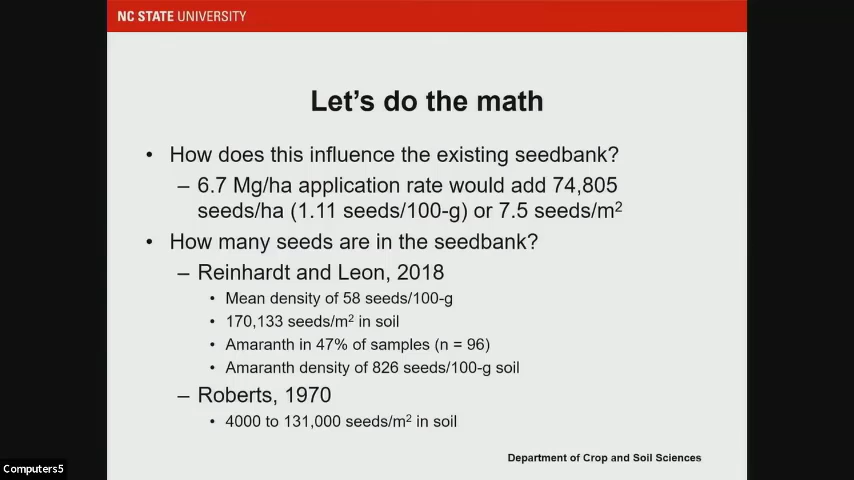 NC STATE UNIVERSITY
Let's do the math
• How does this influence the existing seedbank?
– 6.7 Mg/ha application rate would add 74,805
seeds/ha (1.11 seeds/100-g) or 7.5 seeds/m²
• How many seeds are in the seedbank?
– Reinhardt and Leon, 2018
• Mean density of 58 seeds/100-g
• 170,133 seeds/m² in soil
• Amaranth in 47% of samples (n = 96)
• Amaranth density of 826 seeds/100-g soil
– Roberts, 1970
• 4000 to 131,000 seeds/m² in soil
Department of Crop and Soil Sciences
Computers5